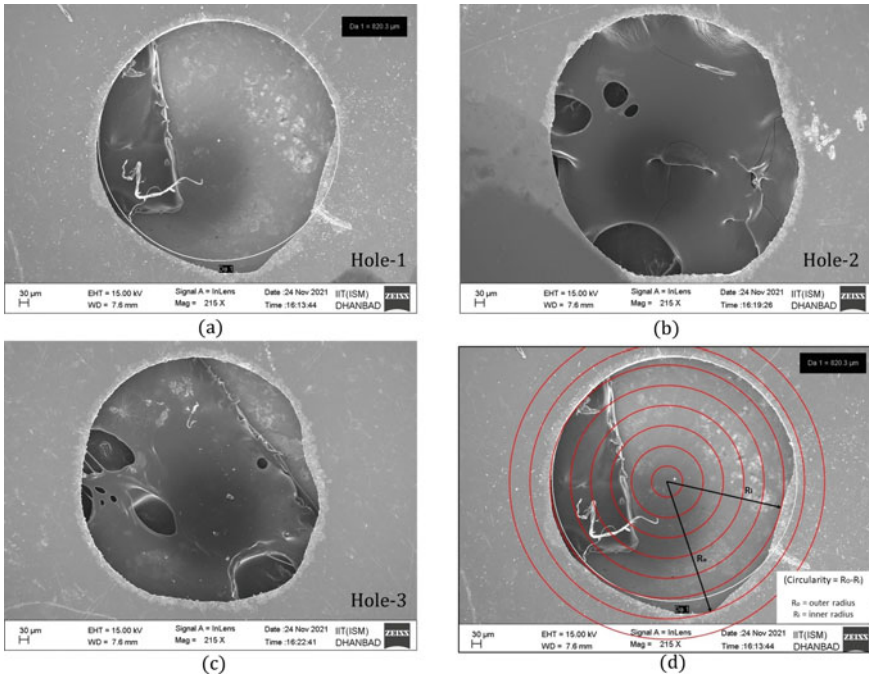 Da 1 = 820.3 µm
Da 1
Hole-1
30 µm
EHT = 15.00 kV
WD = 7.6 mm
Signal A = InLens
Mag = 215 X
Date :24 Nov 2021
Time :16:13:44
IIT(ISM)
DHANBAD
ZEISS
(a)
Hole-2
30 µm
EHT = 15.00 kV
WD = 7.6 mm
Signal A = InLens
Mag = 215 X
Date :24 Nov 2021
Time :16:19:26
IIT(ISM)
DHANBAD
ZEISS
(b)
Hole-3
30 µm
EHT = 15.00 kV
WD = 7.6 mm
Signal A = InLens
Mag = 215 X
Date :24 Nov 2021
Time :16:22:41
IIT(ISM)
DHANBAD
ZEISS
(c)
Da 1 = 820.3 µm
Rᵢ
Rₒ
Da 1
(Circularity = Rₒ-Rᵢ)
Rₒ = outer radius
Rᵢ = inner radius
30 µm
EHT = 15.00 kV
WD = 7.6 mm
Signal A = InLens
Mag = 215 X
Date :24 Nov 2021
Time :16:13:44
IIT(ISM)
DHANBAD
ZEISS
(d)